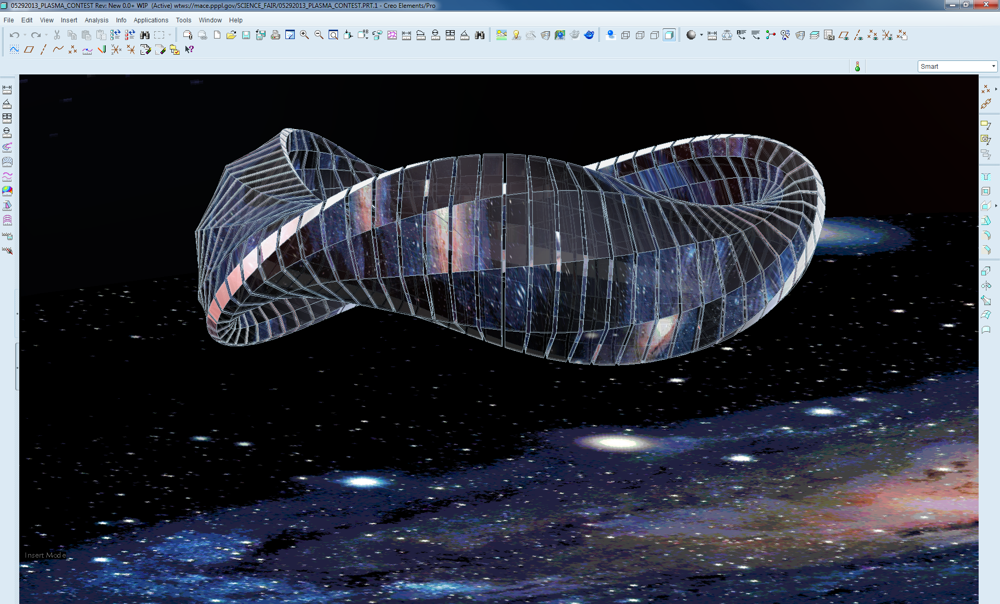 05292013_PLASMA_CONTEST Rev: New 0.0+ WIP (Active) wtws://mace.pppl.gov/SCIENCE_FAIR/05292013_PLASMA_CONTEST.PRT.1 - Creo Elements/Pro
File Edit View Insert Analysis Info Applications Tools Window Help
Smart
Insert Mode